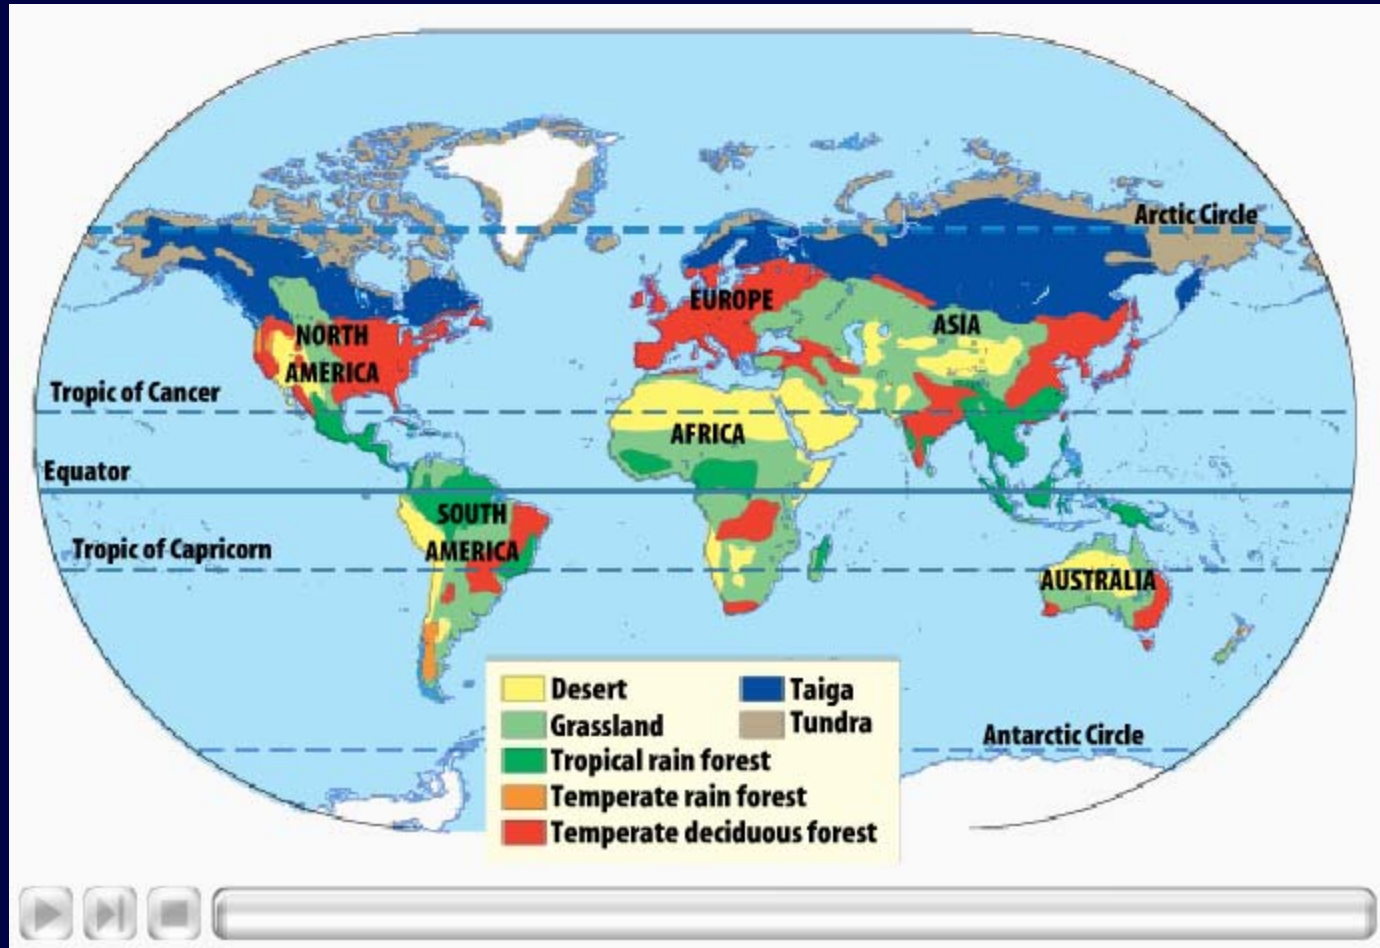 Arctic Circle
EUROPE
NORTH
AMERICA
ASIA
Tropic of Cancer
AFRICA
Equator
SOUTH
AMERICA
Tropic of Capricorn
AUSTRALIA
Desert
Grassland
Tropical rain forest
Temperate rain forest
Temperate deciduous forest
Taiga
Tundra
Antarctic Circle